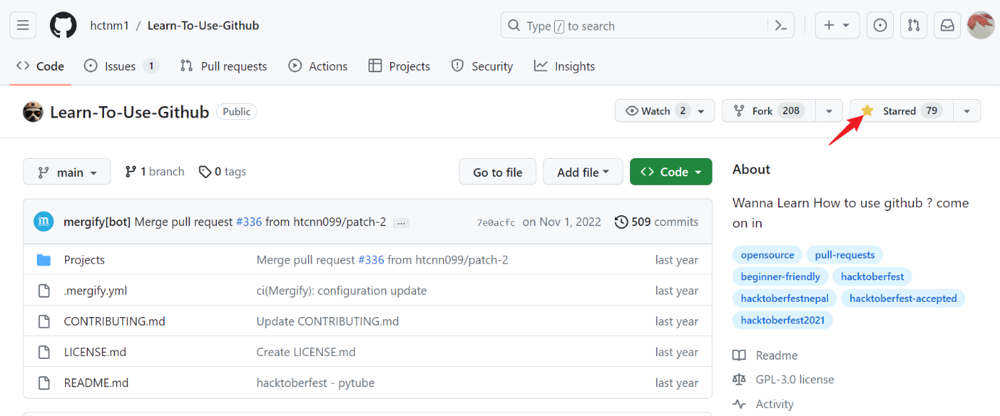 hctnm1 / Learn-To-Use-Github
Type / to search
Code
Issues 1
Pull requests
Actions
Projects
Security
Insights
Learn-To-Use-Github Public
Watch 2
Fork 208
Starred 79
main
1 branch
0 tags
Go to file
Add file
Code
mergify[bot] Merge pull request #336 from htcnn099/patch-2 ...
7e0acfc on Nov 1, 2022
509 commits
Projects Merge pull request #336 from htcnn099/patch-2 last year
.mergify.yml ci(Mergify): configuration update last year
CONTRIBUTING.md Update CONTRIBUTING.md last year
LICENSE.md Create LICENSE.md last year
README.md hacktoberfest - pytube last year
About
Wanna Learn How to use github ? come
on in
opensource pull-requests
beginner-friendly hacktoberfest
hacktoberfestnepal hacktoberfest-accepted
hacktoberfest2021
Readme
GPL-3.0 license
Activity